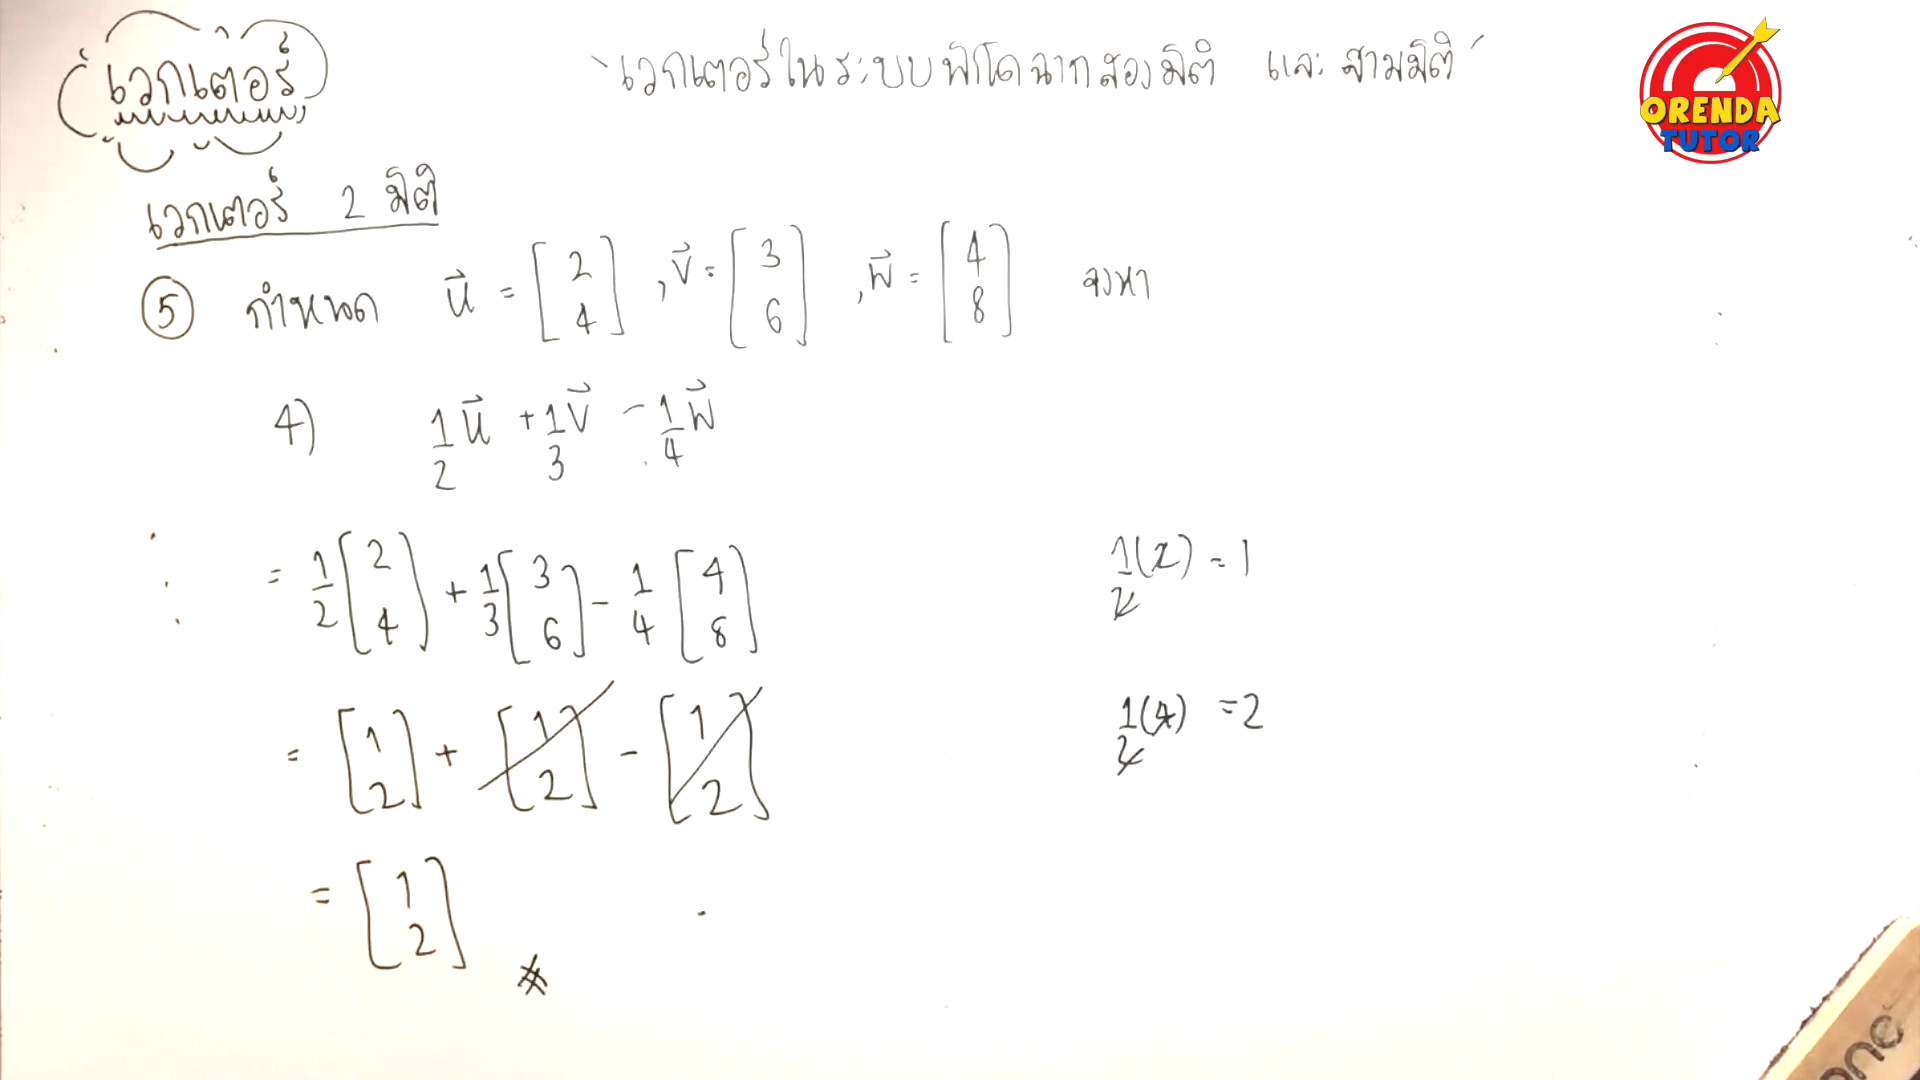 เวกเตอร์
"เวกเตอร์ในระบบพิกัดฉากสองมิติ และ สามมิติ"
ORENDA
TUTOR
เวกเตอร์ 2 มิติ
⑤ กำหนด u⃗ = [2 4] , v⃗ = [3 6] , w⃗ = [4 8] จงหา
4) 1/2 u⃗ + 1/3 v⃗ - 1/4 w⃗
= 1/2 [2 4] + 1/3 [3 6] - 1/4 [4 8]
= [1 2] + [1 2] - [1 2]
= [1 2] #
1/2 (2) = 1
1/2 (4) = 2
one